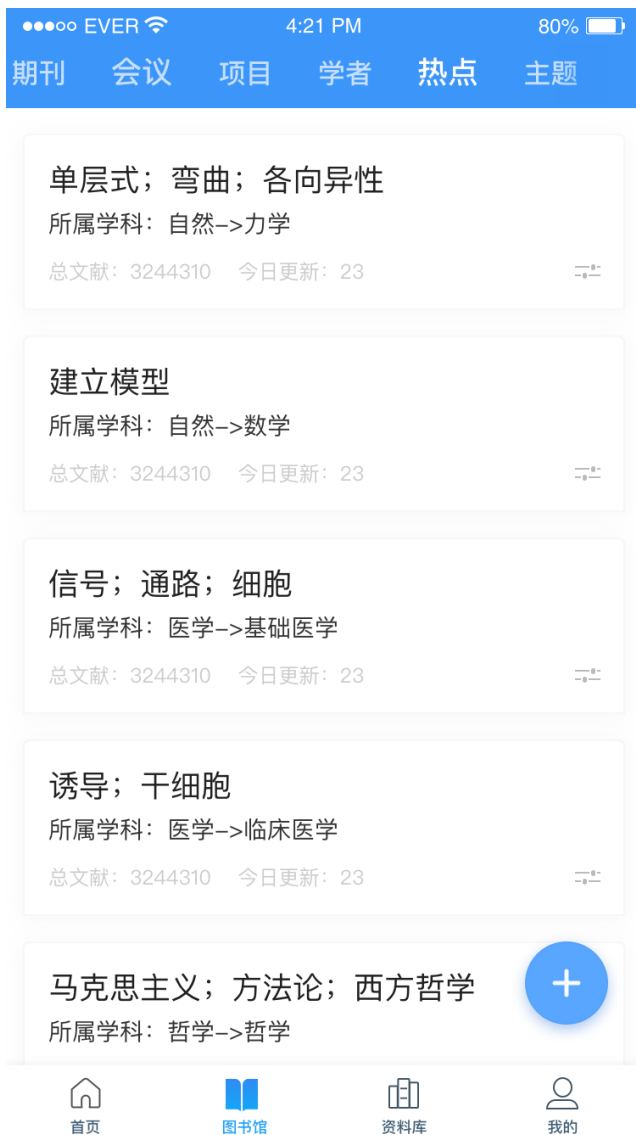 EVER 4:21 PM 80%
期刊 会议 项目 学者 热点 主题
单层式；弯曲；各向异性
所属学科：自然–>力学
总文献：3244310 今日更新：23
建立模型
所属学科：自然–>数学
总文献：3244310 今日更新：23
信号；通路；细胞
所属学科：医学–>基础医学
总文献：3244310 今日更新：23
诱导；干细胞
所属学科：医学–>临床医学
总文献：3244310 今日更新：23
马克思主义；方法论；西方哲学
所属学科：哲学–>哲学
首页 图书馆 资料库 我的